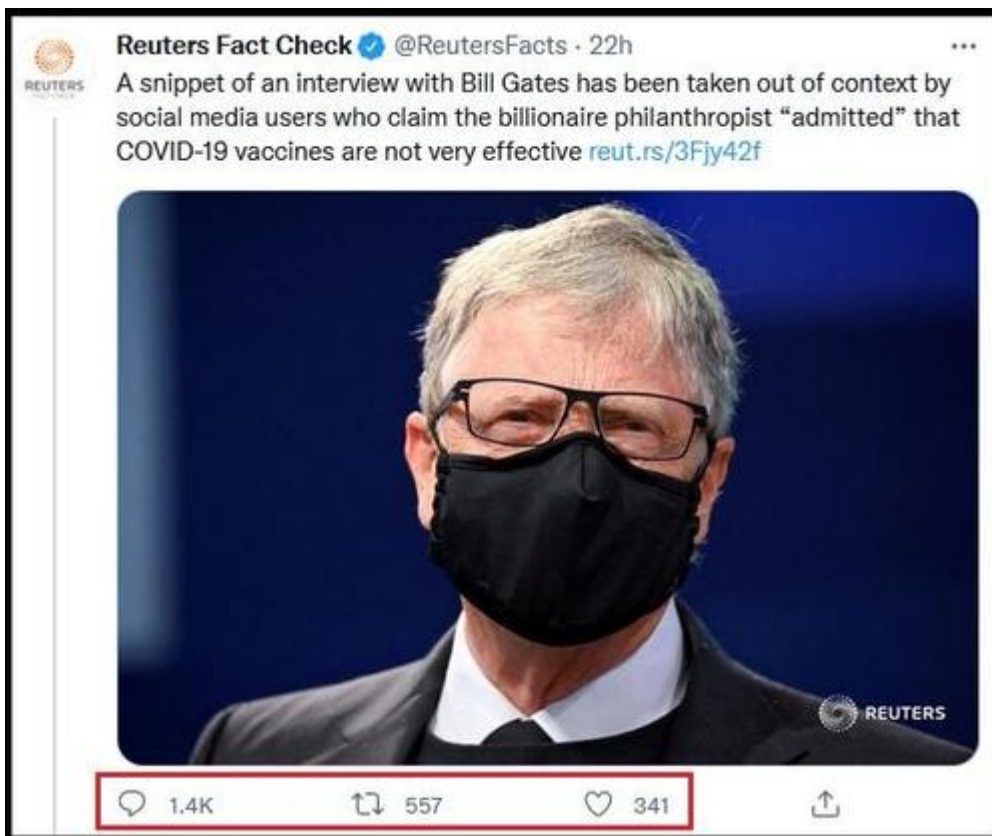 Reuters Fact Check @ReutersFacts · 22h
REUTERS
A snippet of an interview with Bill Gates has been taken out of context by
social media users who claim the billionaire philanthropist “admitted” that
COVID-19 vaccines are not very effective reut.rs/3Fjy42f
REUTERS
1.4K 557 341